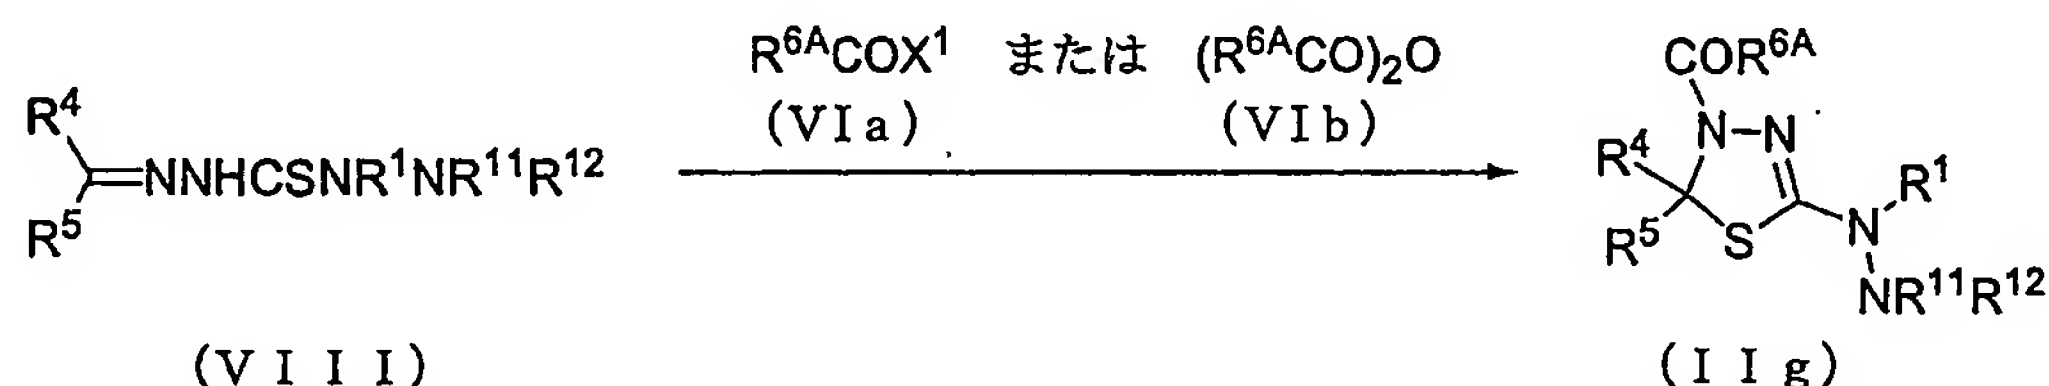 R⁶ᴬCOX¹ または (R⁶ᴬCO)₂O
(VIa) (VIb)
R⁴
R⁵
=NNHCSNR¹NR¹¹R¹²
COR⁶ᴬ
N-N
R⁴
R⁵
S
N
R¹
NR¹¹R¹²
(VIII)
(IIg)